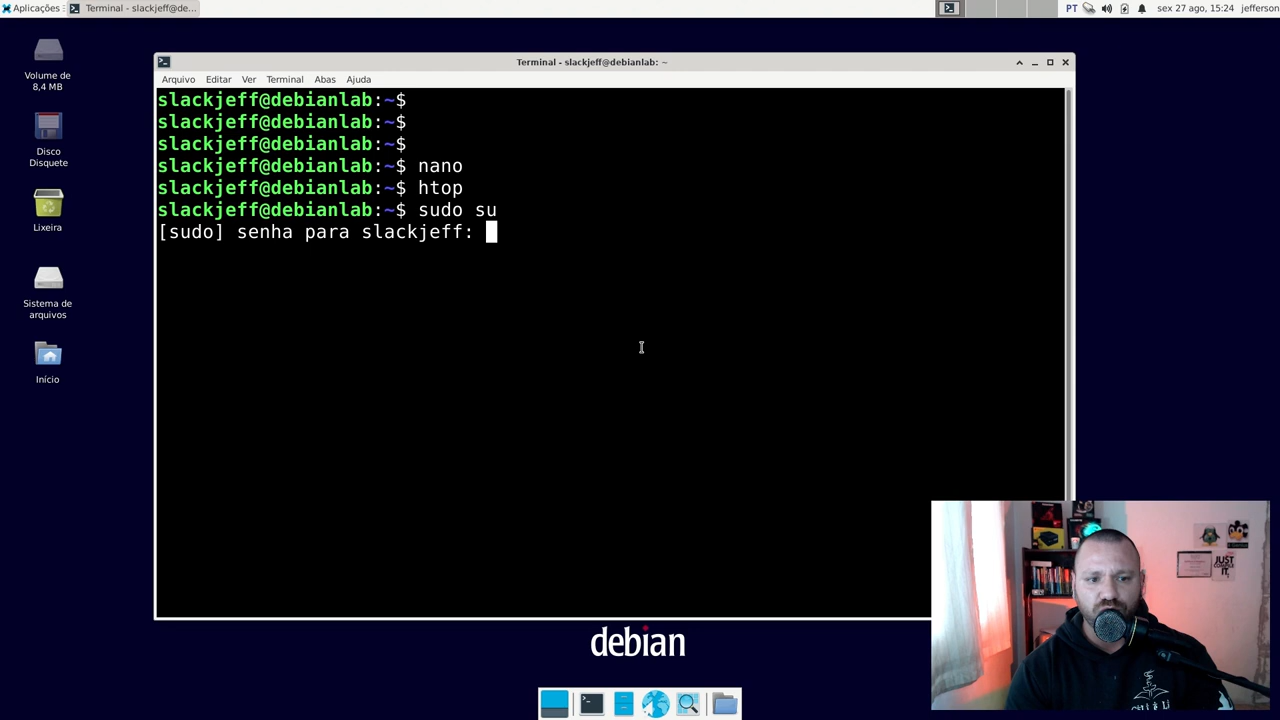 Aplicações
Terminal - slackjeff@de...
PT
sex 27 ago, 15:24
jefferson
Volume de
8,4 MB
Disco
Disquete
Lixeira
Sistema de
arquivos
Início
Terminal - slackjeff@debianlab: ~
Arquivo Editar Ver Terminal Abas Ajuda
slackjeff@debianlab:~$
slackjeff@debianlab:~$
slackjeff@debianlab:~$
slackjeff@debianlab:~$ nano
slackjeff@debianlab:~$ htop
slackjeff@debianlab:~$ sudo su
[sudo] senha para slackjeff:
debian
JUST
IT.